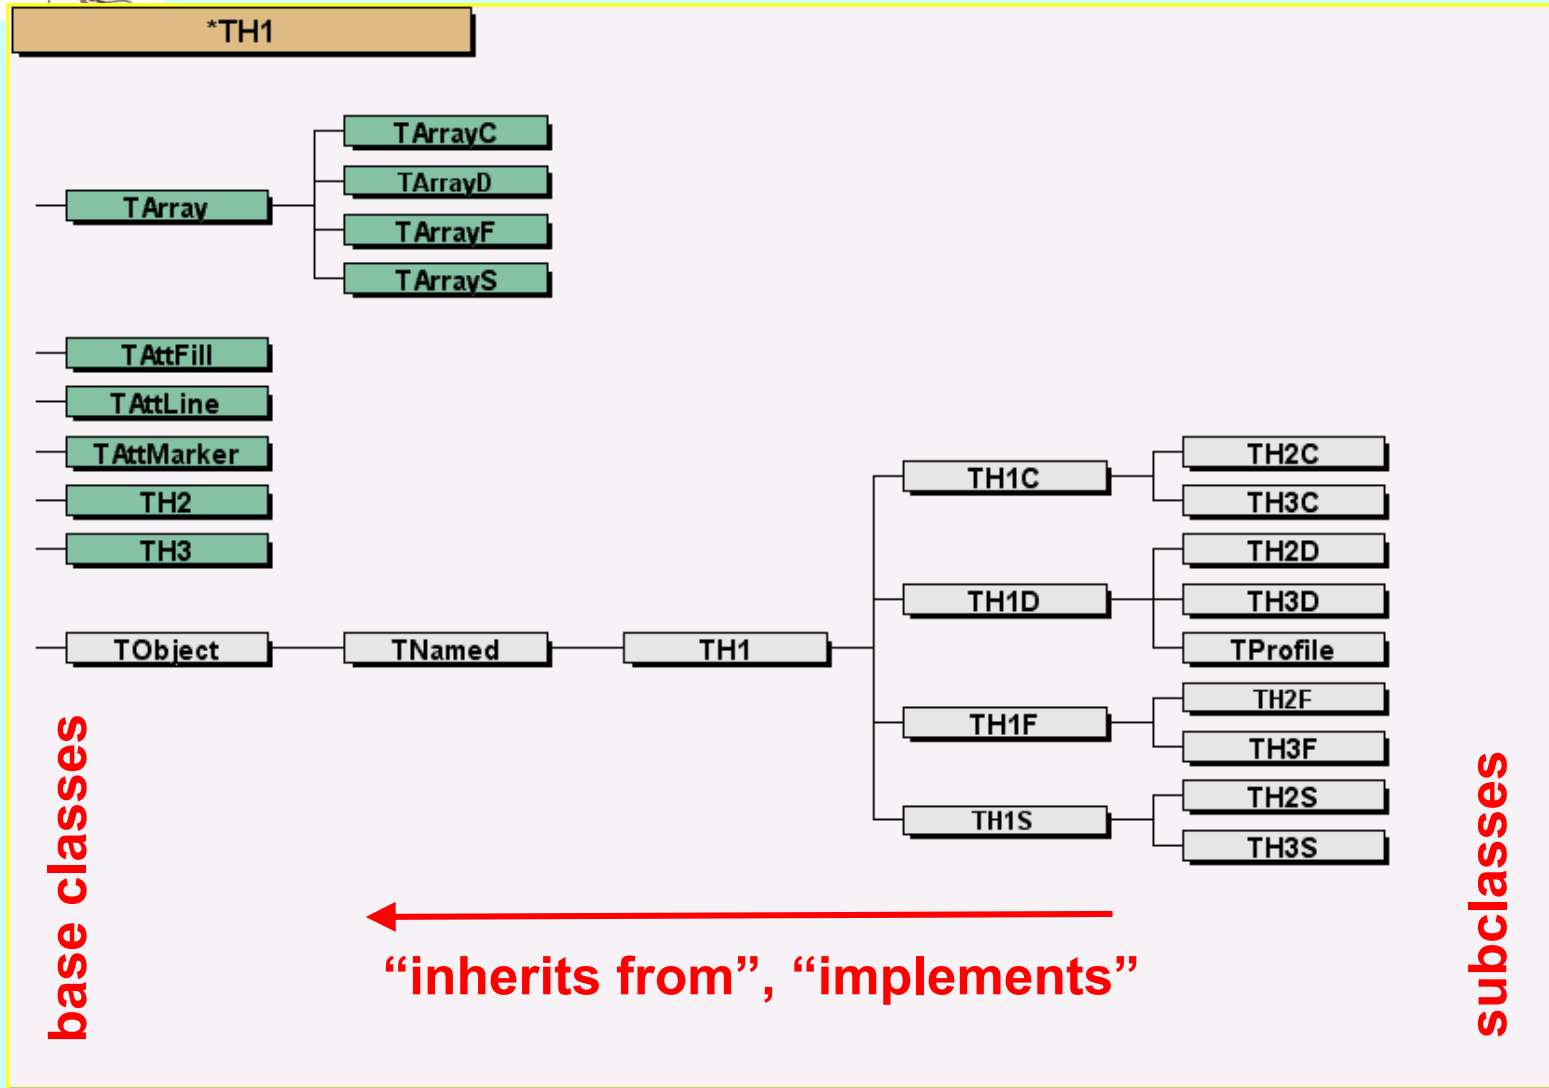 *TH1
TArrayC
TArrayD
TArray
TArrayF
TArrayS
TAttFill
TAttLine
TAttMarker
TH2
TH3
TObject
TNamed
TH1
TH1C
TH2C
TH3C
TH1D
TH2D
TH3D
TProfile
TH1F
TH2F
TH3F
TH1S
TH2S
TH3S
base classes
subclasses
“inherits from”, “implements”